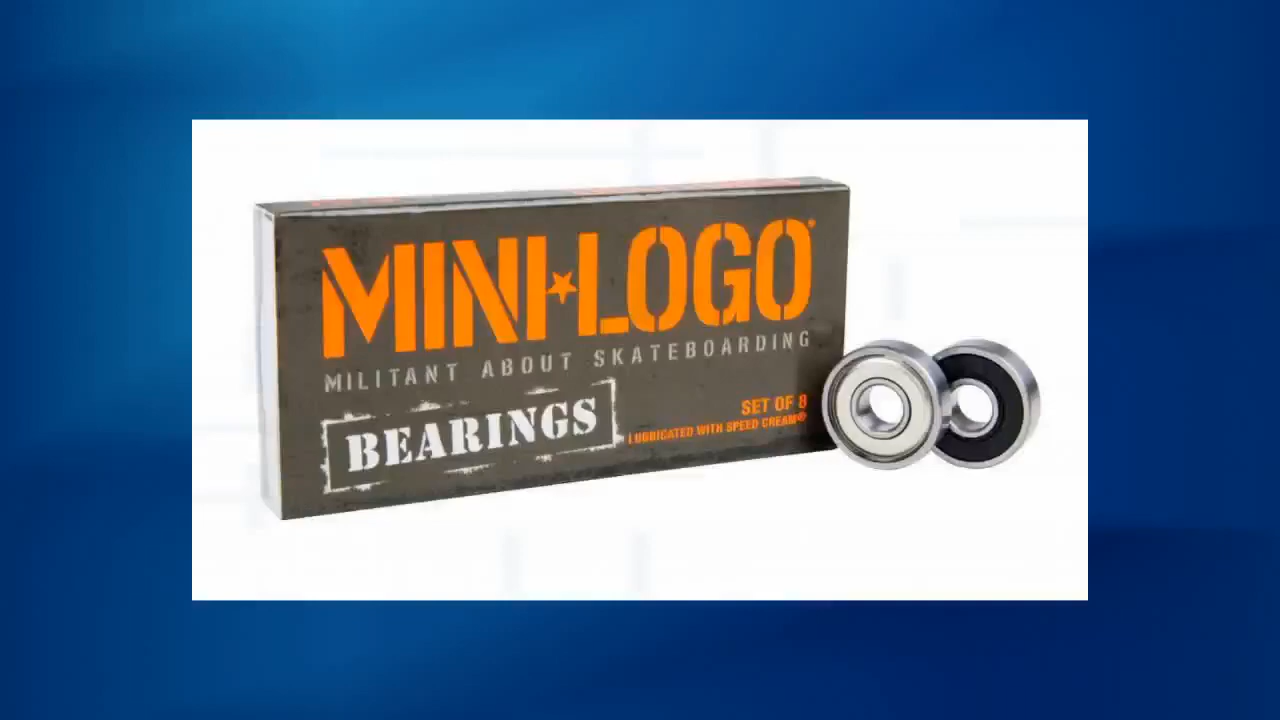 MINI★LOGO®
MILITANT ABOUT SKATEBOARDING
BEARINGS
SET OF 8
LUBRICATED WITH SPEED CREAM®